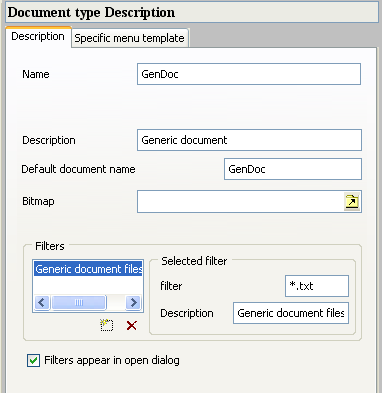 Document type Description
Description Specific menu template
Name GenDoc
Description Generic document
Default document name GenDoc
Bitmap
Filters
Generic document files
Selected filter
filter *.txt
Description Generic document files
Filters appear in open dialog